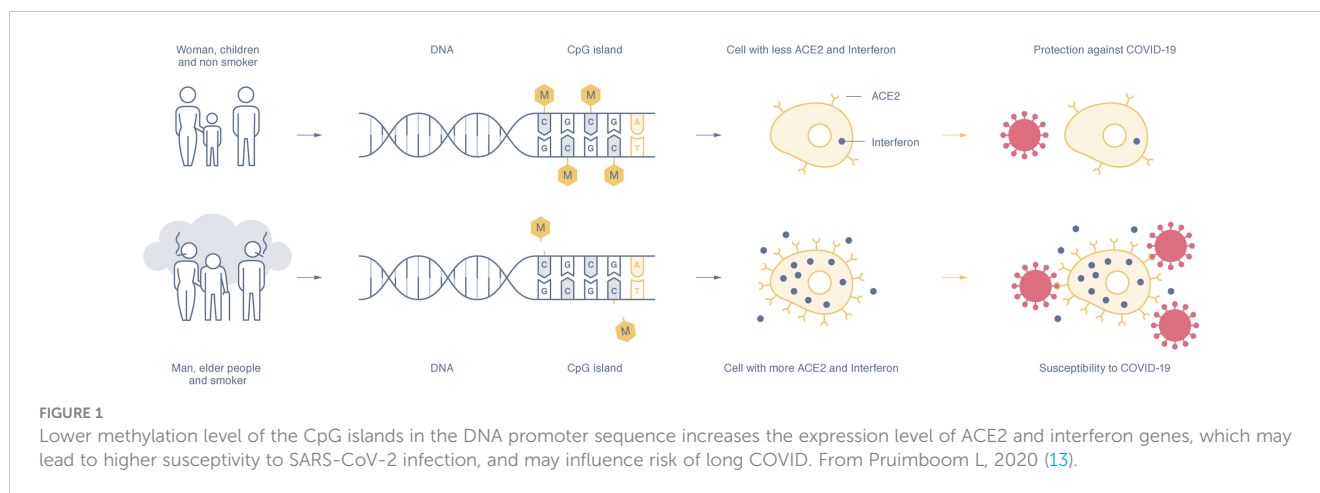 Woman, children
and non smoker
DNA
CpG island
Cell with less ACE2 and Interferon
Protection against COVID-19
M
M
ACE2
C
G
C
G
A
Interferon
G
C
G
C
T
M
M
M
C
G
C
G
A
G
C
G
C
T
M
Man, elder people
and smoker
DNA
CpG island
Cell with more ACE2 and Interferon
Susceptibility to COVID-19
FIGURE 1
Lower methylation level of the CpG islands in the DNA promoter sequence increases the expression level of ACE2 and interferon genes, which may
lead to higher susceptivity to SARS-CoV-2 infection, and may influence risk of long COVID. From Pruimboom L, 2020 (13).